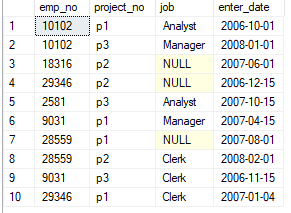 emp_no project_no job enter_date
1 10102 p1 Analyst 2006-10-01
2 10102 p3 Manager 2008-01-01
3 18316 p2 NULL 2007-06-01
4 29346 p2 NULL 2006-12-15
5 2581 p3 Analyst 2007-10-15
6 9031 p1 Manager 2007-04-15
7 28559 p1 NULL 2007-08-01
8 28559 p2 Clerk 2008-02-01
9 9031 p3 Clerk 2006-11-15
10 29346 p1 Clerk 2007-01-04